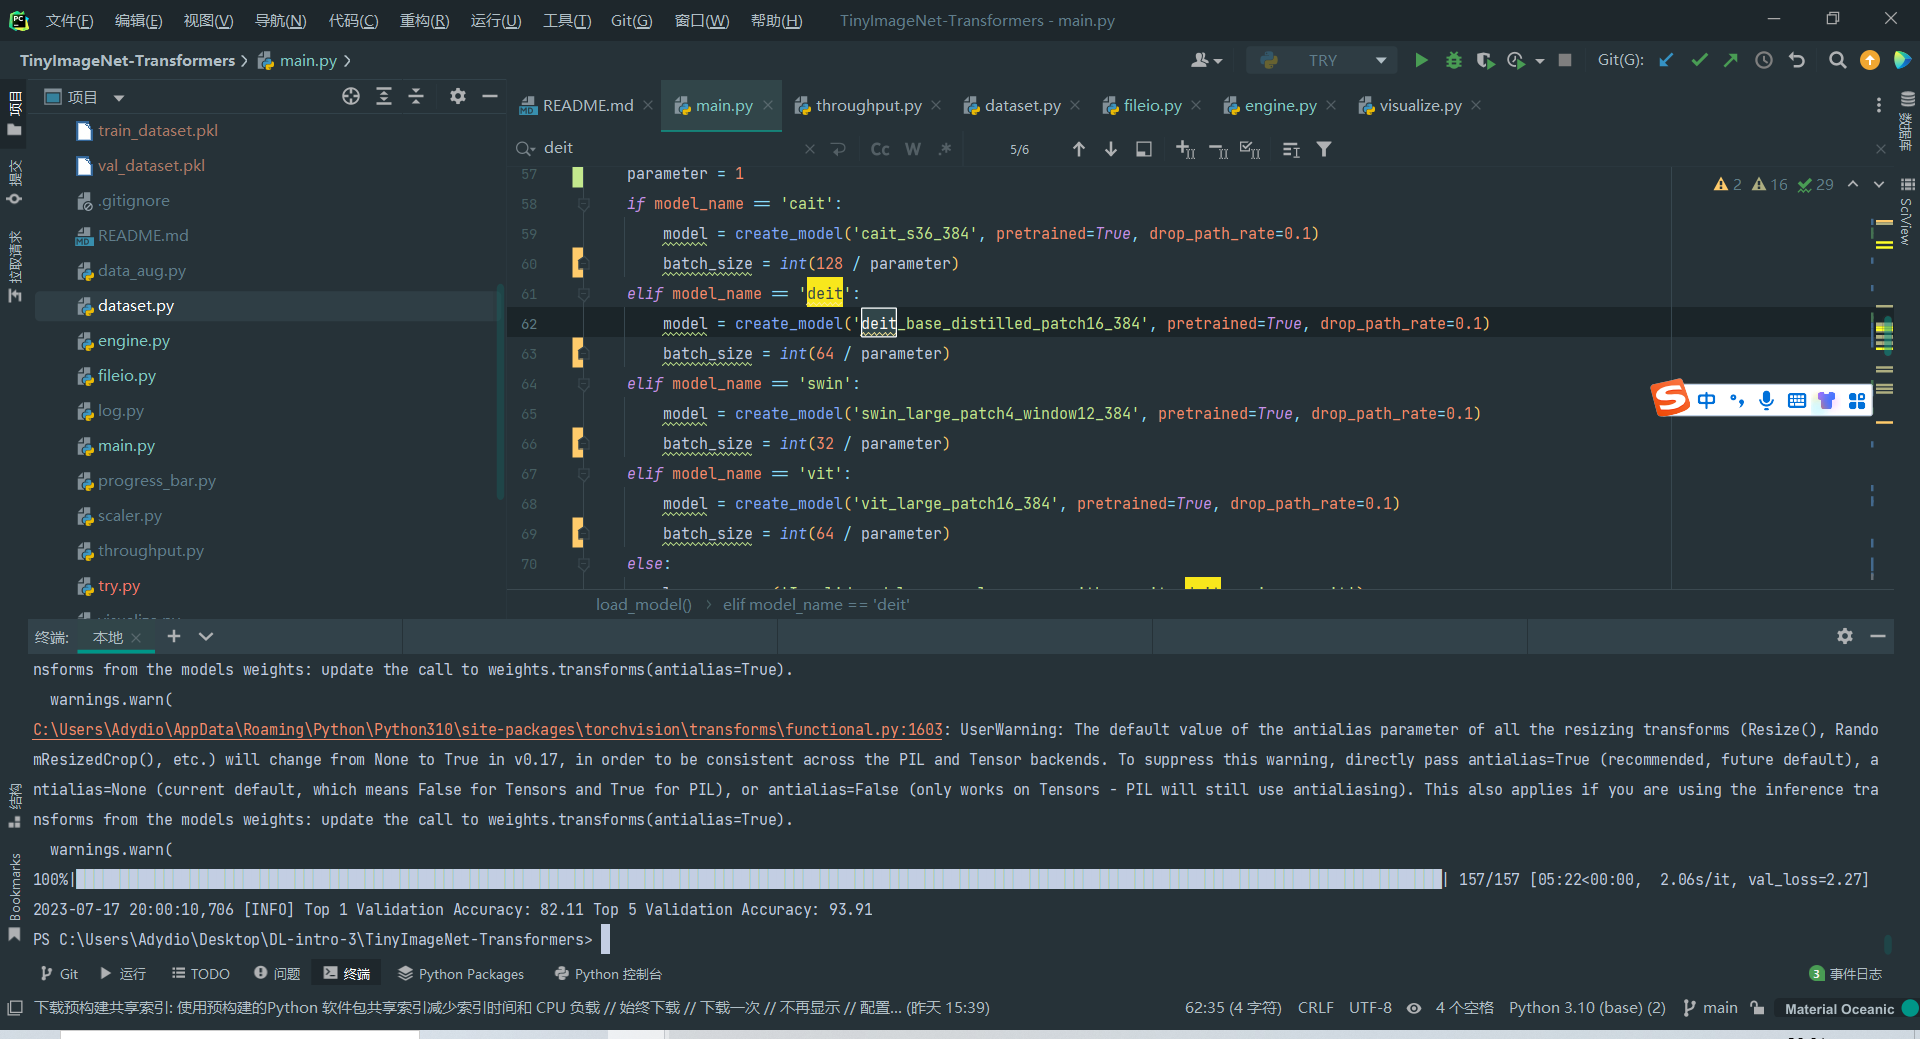 文件(F) 编辑(E) 视图(V) 导航(N) 代码(C) 重构(R) 运行(U) 工具(T) Git(G) 窗口(W) 帮助(H) TinyImageNet-Transformers - main.py
TinyImageNet-Transformers main.py TRY Git(G):
项目
README.md main.py throughput.py dataset.py fileio.py engine.py visualize.py
deit Cc W .* 5/6
项目
提交
拉取请求
结构
Bookmarks
train_dataset.pkl
val_dataset.pkl
.gitignore
README.md
data_aug.py
dataset.py
engine.py
fileio.py
log.py
main.py
progress_bar.py
scaler.py
throughput.py
try.py
visualize.py
57 parameter = 1
58 if model_name == 'cait':
59 model = create_model('cait_s36_384', pretrained=True, drop_path_rate=0.1)
60 batch_size = int(128 / parameter)
61 elif model_name == 'deit':
62 model = create_model('deit_base_distilled_patch16_384', pretrained=True, drop_path_rate=0.1)
63 batch_size = int(64 / parameter)
64 elif model_name == 'swin':
65 model = create_model('swin_large_patch4_window12_384', pretrained=True, drop_path_rate=0.1)
66 batch_size = int(32 / parameter)
67 elif model_name == 'vit':
68 model = create_model('vit_large_patch16_384', pretrained=True, drop_path_rate=0.1)
69 batch_size = int(64 / parameter)
70 else:
2 16 29
数据库
SciView
中
load_model() elif model_name == 'deit'
终端: 本地
nsforms from the models weights: update the call to weights.transforms(antialias=True).
warnings.warn(
C:\Users\Adydio\AppData\Roaming\Python\Python310\site-packages\torchvision\transforms\functional.py:1603: UserWarning: The default value of the antialias parameter of all the resizing transforms (Resize(), Rando
mResizedCrop(), etc.) will change from None to True in v0.17, in order to be consistent across the PIL and Tensor backends. To suppress this warning, directly pass antialias=True (recommended, future default), a
ntialias=None (current default, which means False for Tensors and True for PIL), or antialias=False (only works on Tensors - PIL will still use antialiasing). This also applies if you are using the inference tra
nsforms from the models weights: update the call to weights.transforms(antialias=True).
warnings.warn(
100%| | 157/157 [05:22<00:00, 2.06s/it, val_loss=2.27]
2023-07-17 20:00:10,706 [INFO] Top 1 Validation Accuracy: 82.11 Top 5 Validation Accuracy: 93.91
PS C:\Users\Adydio\Desktop\DL-intro-3\TinyImageNet-Transformers>
Git 运行 TODO 问题 终端 Python Packages Python 控制台 3 事件日志
下载预构建共享索引: 使用预构建的Python 软件包共享索引减少索引时间和 CPU 负载 // 始终下载 // 下载一次 // 不再显示 // 配置... (昨天 15:39) 62:35 (4 字符) CRLF UTF-8 4 个空格 Python 3.10 (base) (2) main Material Oceanic